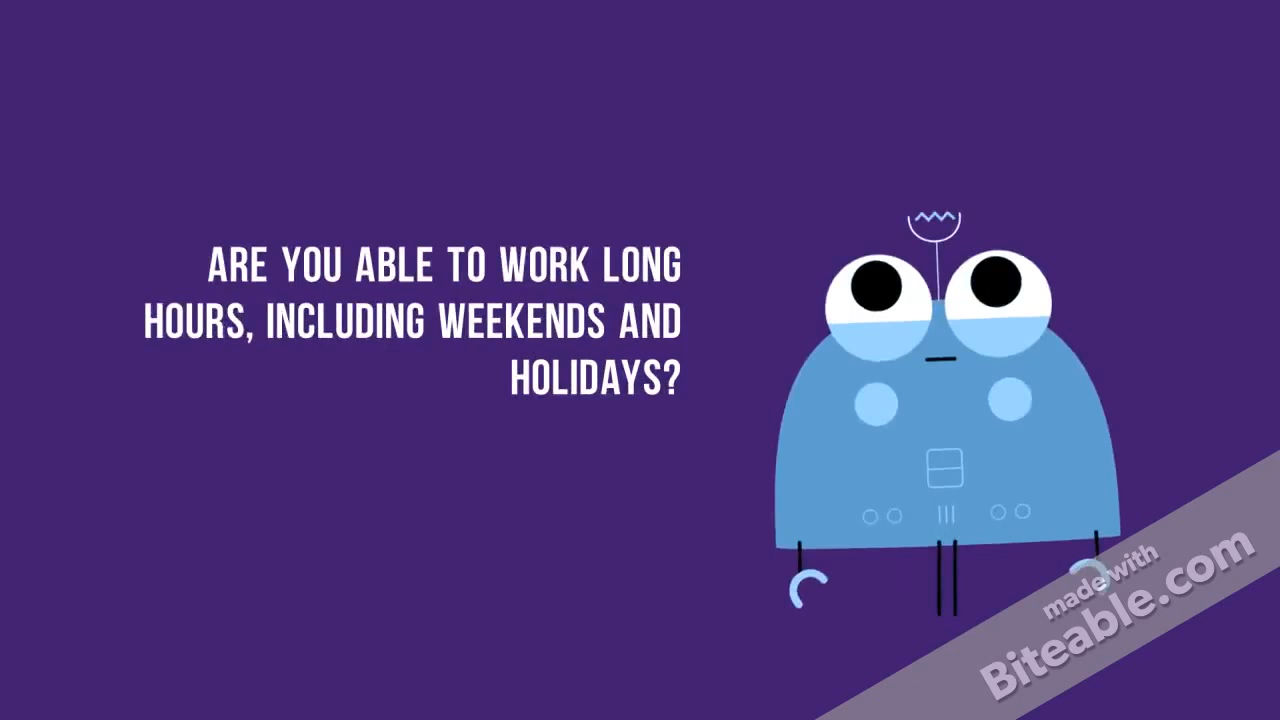 ARE YOU ABLE TO WORK LONG
HOURS, INCLUDING WEEKENDS AND
HOLIDAYS?
made with
Biteable.com